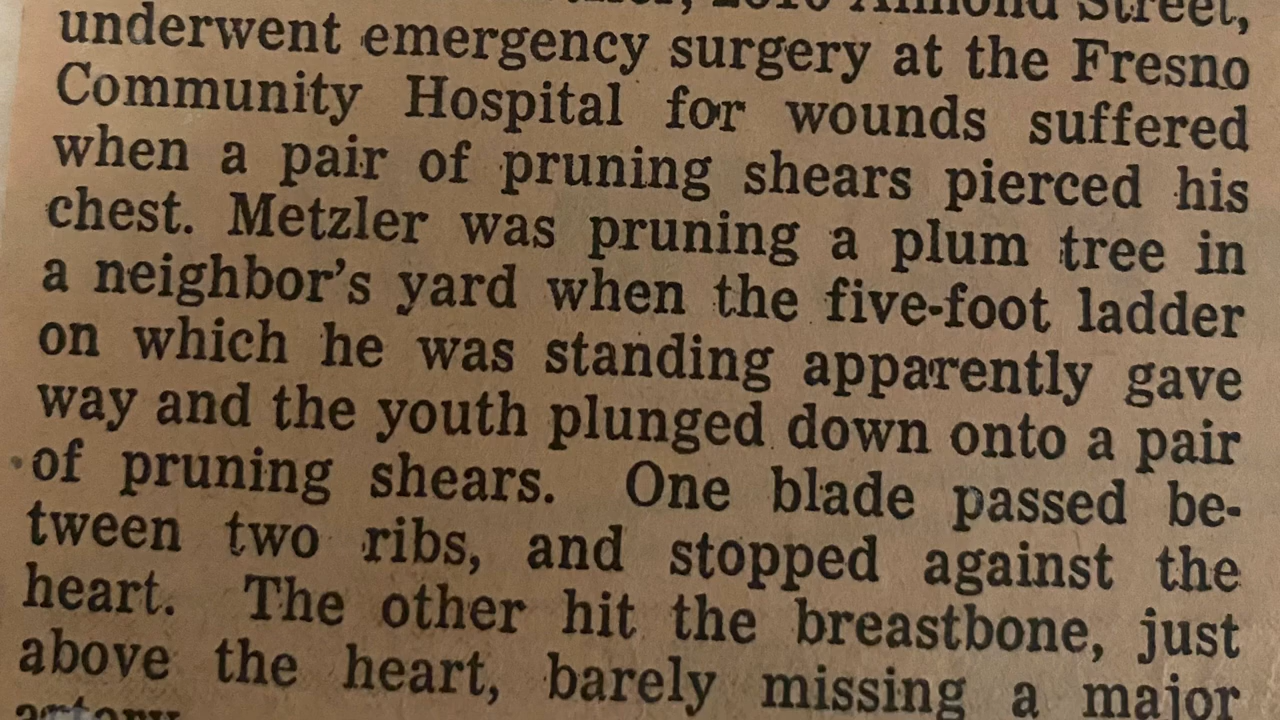 Street,
underwent emergency surgery at the Fresno
Community Hospital for wounds suffered
when a pair of pruning shears pierced his
chest. Metzler was pruning a plum tree in
a neighbor's yard when the five-foot ladder
on which he was standing apparently gave
way and the youth plunged down onto a pair
of pruning shears. One blade passed be-
tween two ribs, and stopped against the
heart. The other hit the breastbone, just
above the heart, barely missing a major
artery.